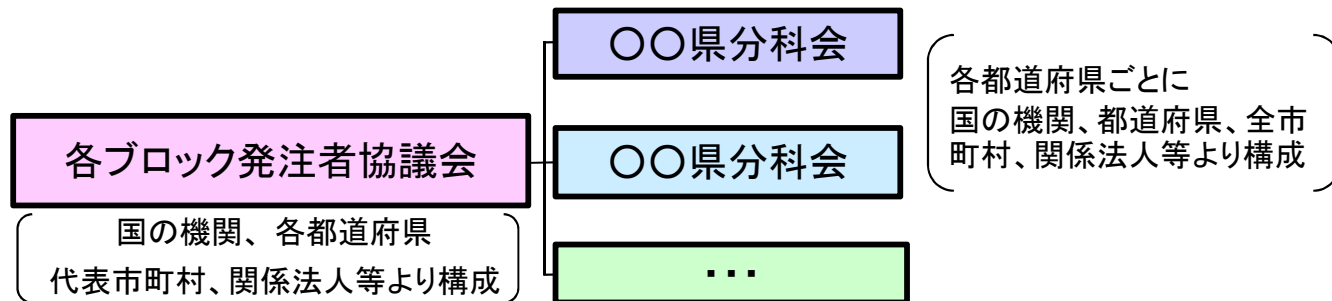 〇〇県分科会
各都道府県ごとに
国の機関、都道府県、全市
町村、関係法人等より構成
各ブロック発注者協議会
〇〇県分科会
国の機関、各都道府県
代表市町村、関係法人等より構成
・・・